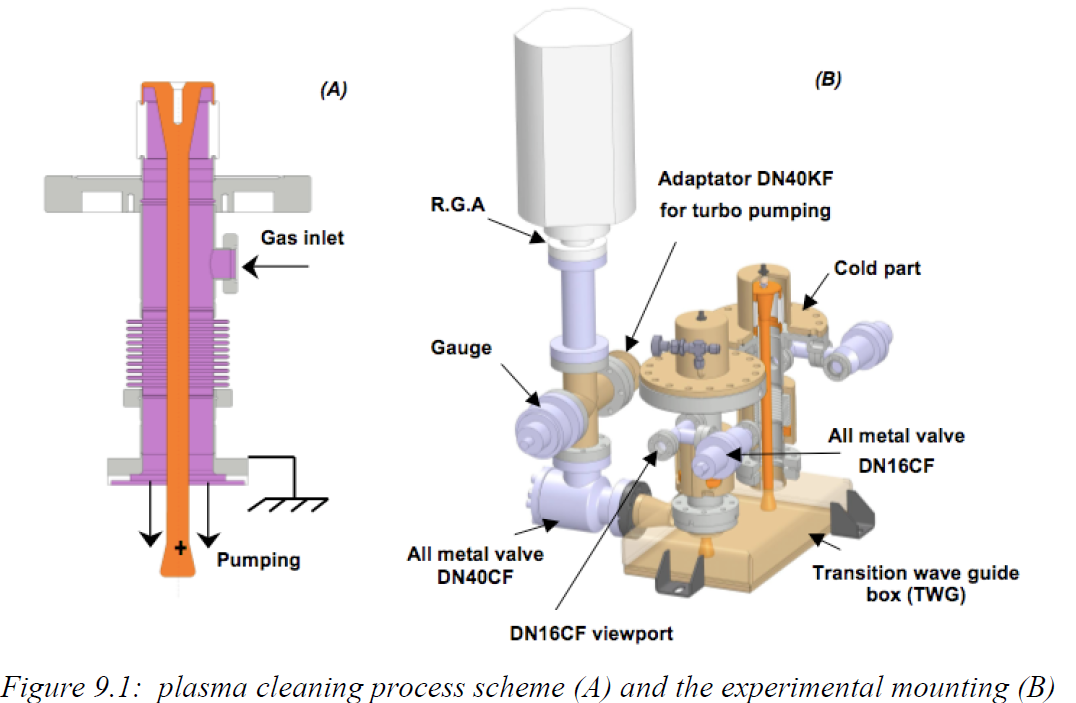 (A)
Gas inlet
+
Pumping
(B)
R.G.A
Adaptator DN40KF
for turbo pumping
Cold part
Gauge
All metal valve
DN16CF
All metal valve
DN40CF
Transition wave guide
box (TWG)
DN16CF viewport
Figure 9.1: plasma cleaning process scheme (A) and the experimental mounting (B)